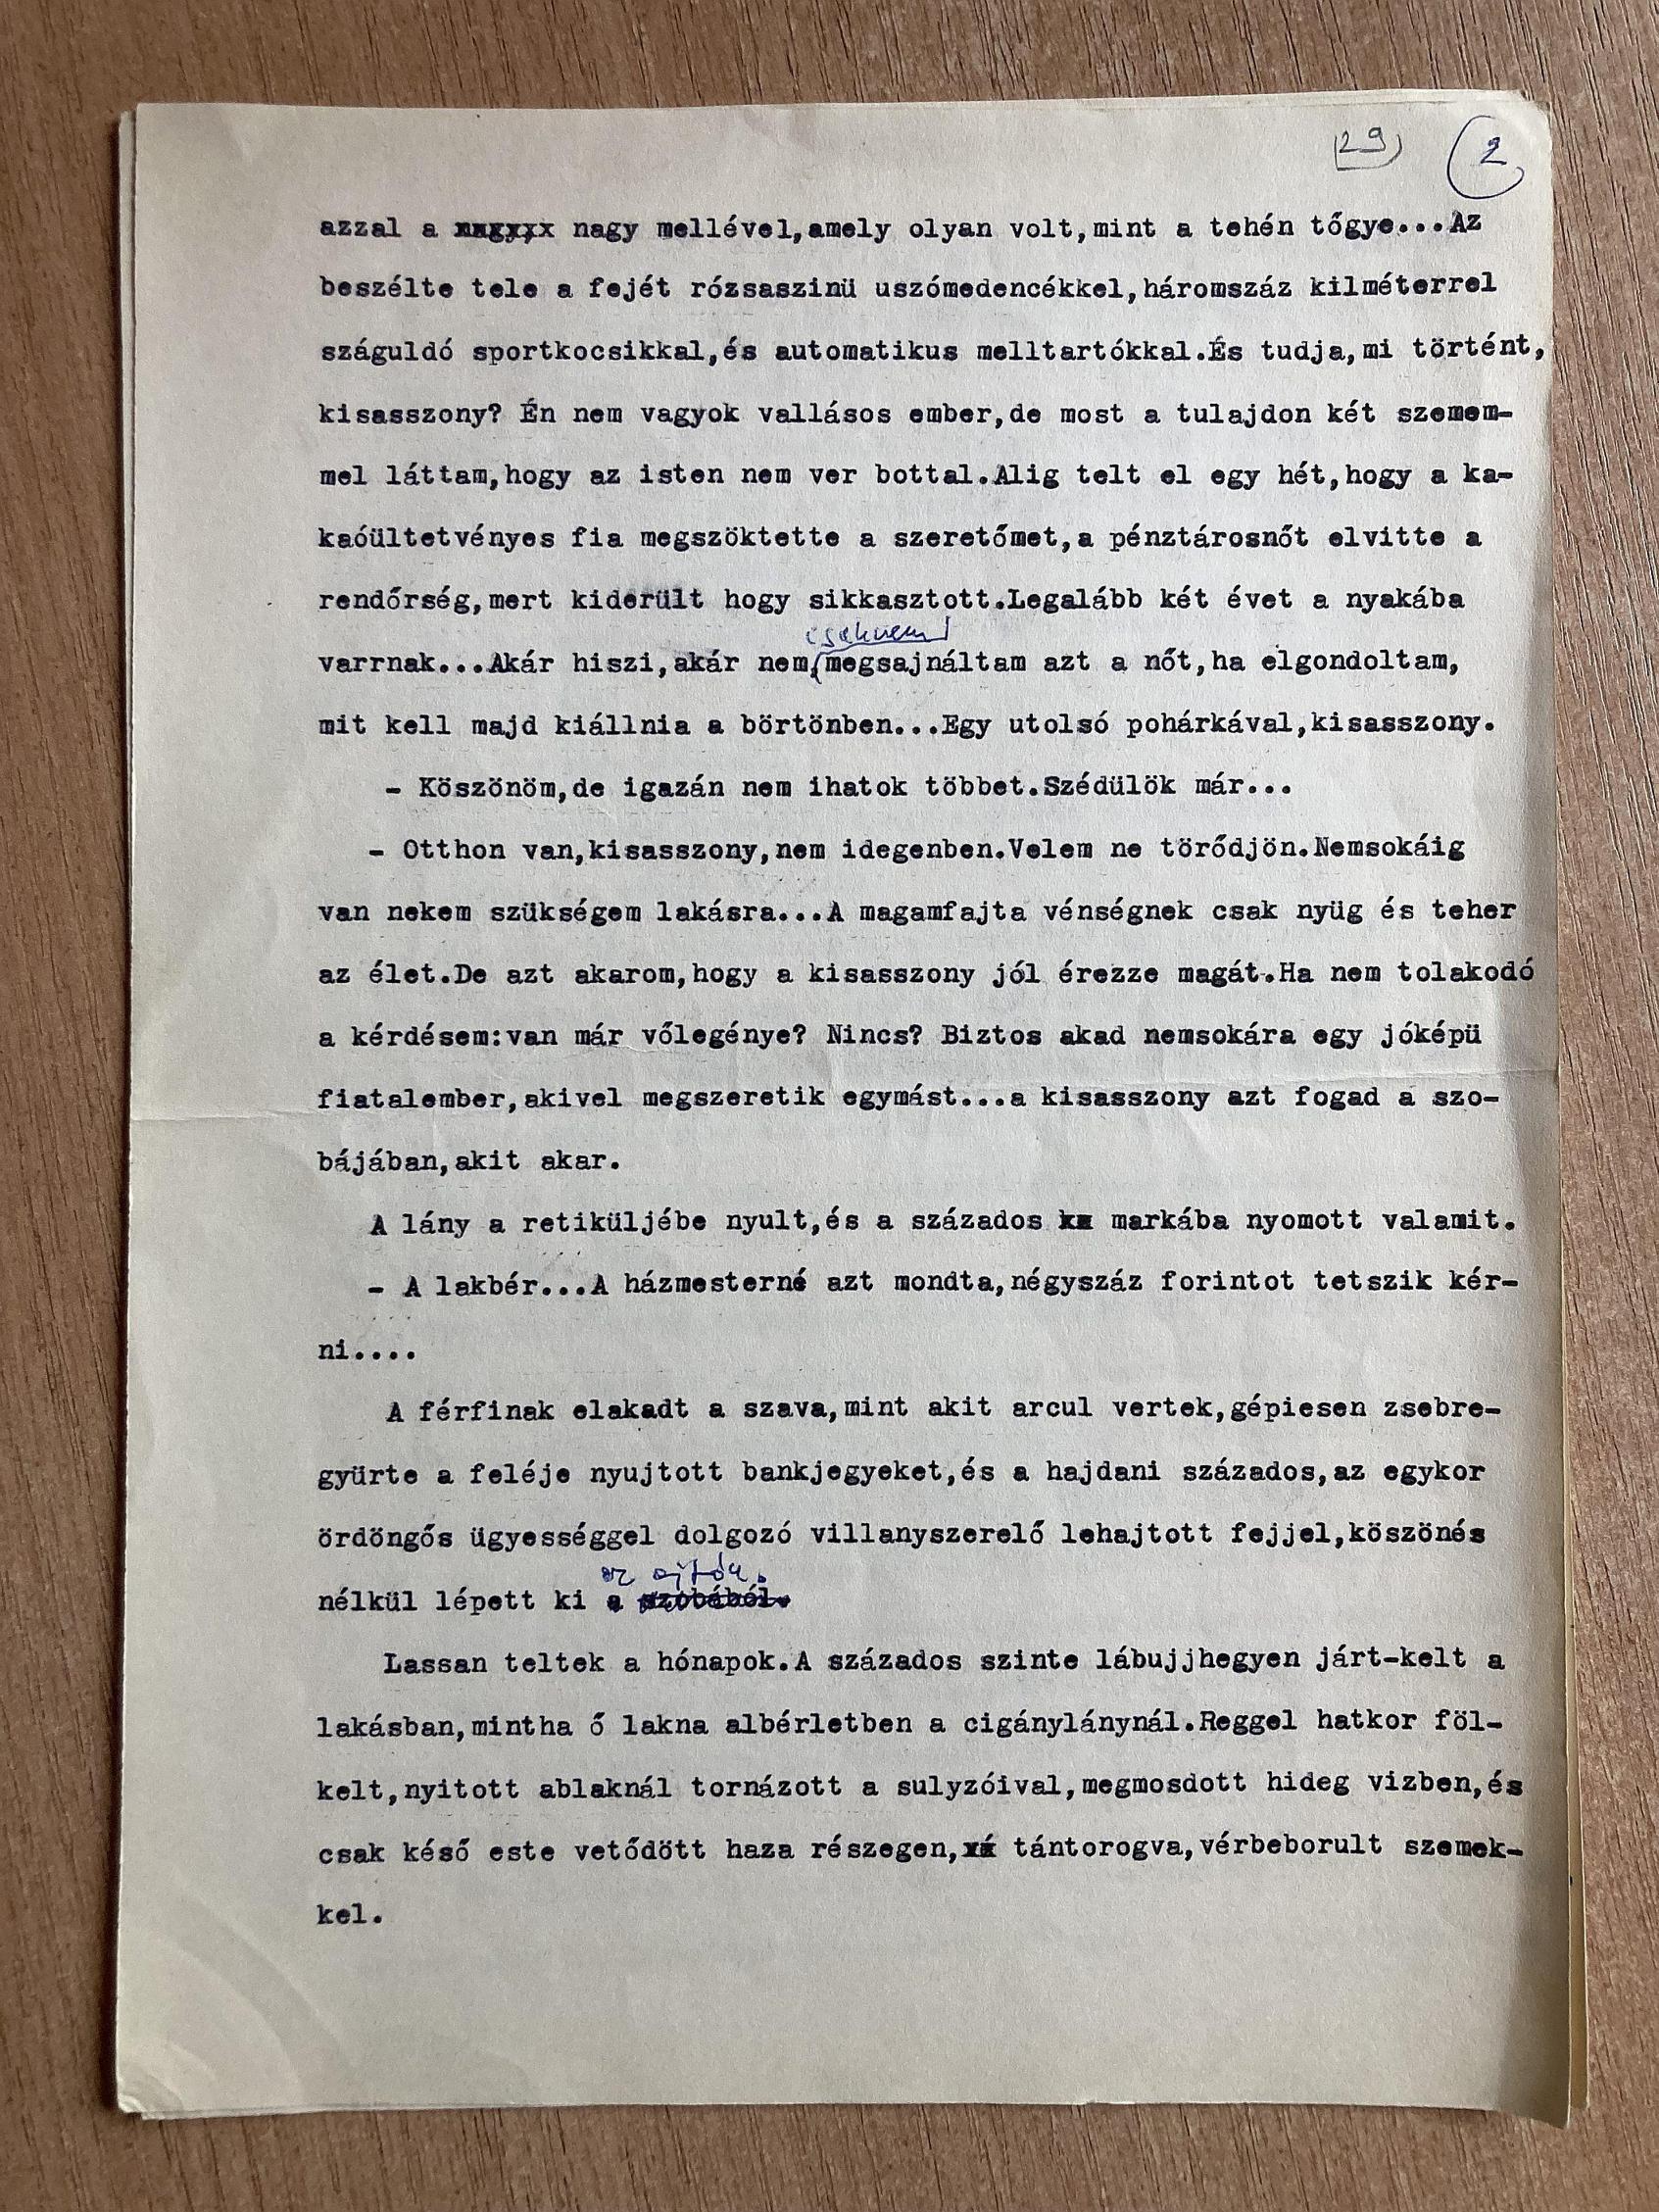 29 2
azzal a nagy mellével,amely olyan volt,mint a tehén tőgye...Az
beszélte tele a fejét rózsaszinü uszómedencékkel,háromszáz kilméterrel
száguldó sportkocsikkal,és automatikus melltartókkal.És tudja,mi történt,
kisasszony? Én nem vagyok vallásos ember,de most a tulajdon két szemem-
mel láttam,hogy az isten nem ver bottal.Alig telt el egy hét,hogy a ka-
kaóültetvényes fia megszöktette a szeretőmet,a pénztárosnőt elvitte a
rendőrség,mert kiderült hogy sikkasztott.Legalább két évet a nyakába
csaknem
varrnak...Akár hiszi,akár nem,megsajnáltam azt a nőt,ha elgondoltam,
mit kell majd kiállnia a börtönben...Egy utolsó pohárkával,kisasszony.
- Köszönöm,de igazán nem ihatok többet.Szédülök már...
- Otthon van,kisasszony,nem idegenben.Velem ne törődjön.Nemsokáig
van nekem szükségem lakásra...A magamfajta vénségnek csak nyüg és teher
az élet.De azt akarom,hogy a kisasszony jól érezze magát.Ha nem tolakodó
a kérdésem:van már vőlegénye? Nincs? Biztos akad nemsokára egy jóképü
fiatalember,akivel megszeretik egymást...a kisasszony azt fogad a szo-
bájában,akit akar.
A lány a retiküljébe nyult,és a százados markába nyomott valamit.
- A lakbér...A házmesterné azt mondta,négyszáz forintot tetszik kér-
ni....
A férfinak elakadt a szava,mint akit arcul vertek,gépiesen zsebre-
gyürte a feléje nyujtott bankjegyeket,és a hajdani százados,az egykor
ördöngős ügyességgel dolgozó villanyszerelő lehajtott fejjel,köszönés
az ajtón.
nélkül lépett ki a szobából.
Lassan teltek a hónapok.A százados szinte lábujjhegyen járt-kelt a
lakásban,mintha ő lakna albérletben a cigánylánynál.Reggel hatkor föl-
kelt,nyitott ablaknál tornázott a sulyzóival,megmosdott hideg vizben,és
csak késő este vetődött haza részegen, tántorogva,vérbeborult szemek-
kel.